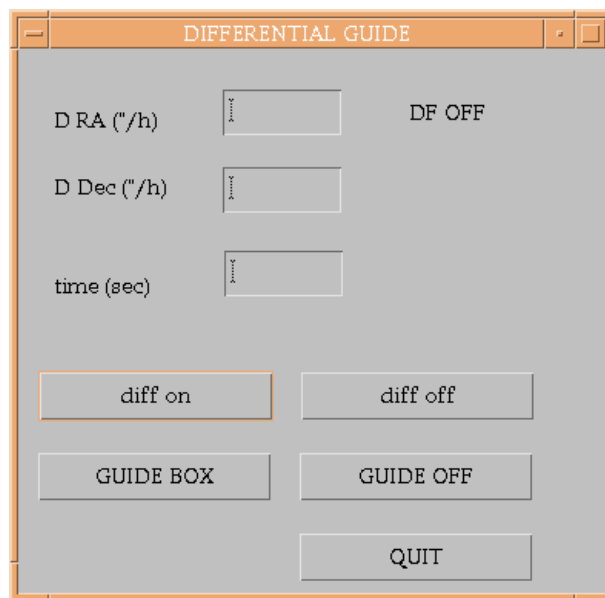 DIFFERENTIAL GUIDE
D RA ("/h)
DF OFF
D Dec ("/h)
time (sec)
diff on
diff off
GUIDE BOX
GUIDE OFF
QUIT